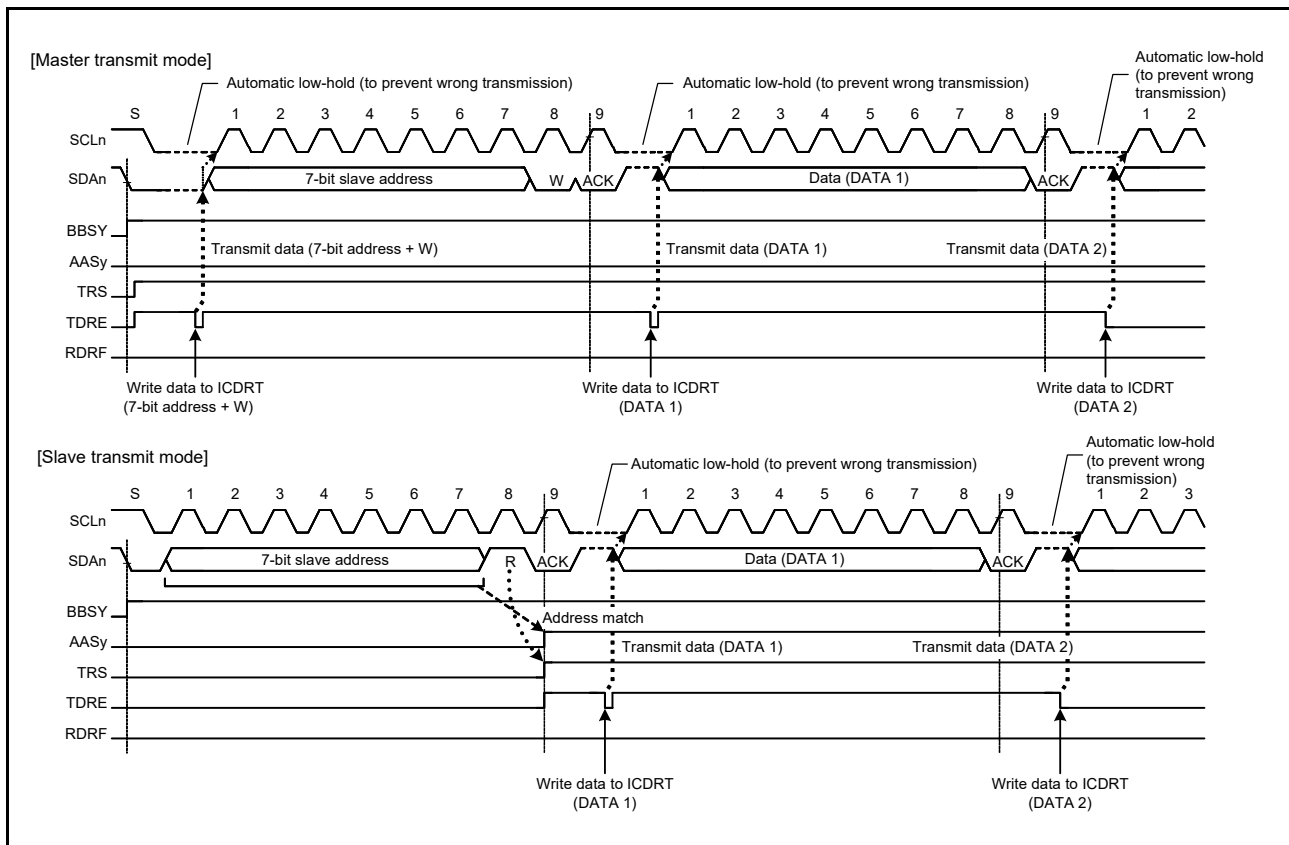 [Master transmit mode]
Automatic low-hold (to prevent wrong transmission)
Automatic low-hold (to prevent wrong transmission)
Automatic low-hold
(to prevent wrong
transmission)
S 1 2 3 4 5 6 7 8 9 1 2 3 4 5 6 7 8 9 1 2
SCLn
SDAn 7-bit slave address W ACK Data (DATA 1) ACK
BBSY
Transmit data (7-bit address + W) Transmit data (DATA 1) Transmit data (DATA 2)
AASy
TRS
TDRE
RDRF
Write data to ICDRT
(7-bit address + W)
Write data to ICDRT
(DATA 1)
Write data to ICDRT
(DATA 2)
[Slave transmit mode]
Automatic low-hold (to prevent wrong transmission)
Automatic low-hold
(to prevent wrong
transmission)
S 1 2 3 4 5 6 7 8 9 1 2 3 4 5 6 7 8 9 1 2 3
SCLn
SDAn 7-bit slave address R ACK Data (DATA 1) ACK
BBSY
Address match
AASy
Transmit data (DATA 1) Transmit data (DATA 2)
TRS
TDRE
RDRF
Write data to ICDRT
(DATA 1)
Write data to ICDRT
(DATA 2)